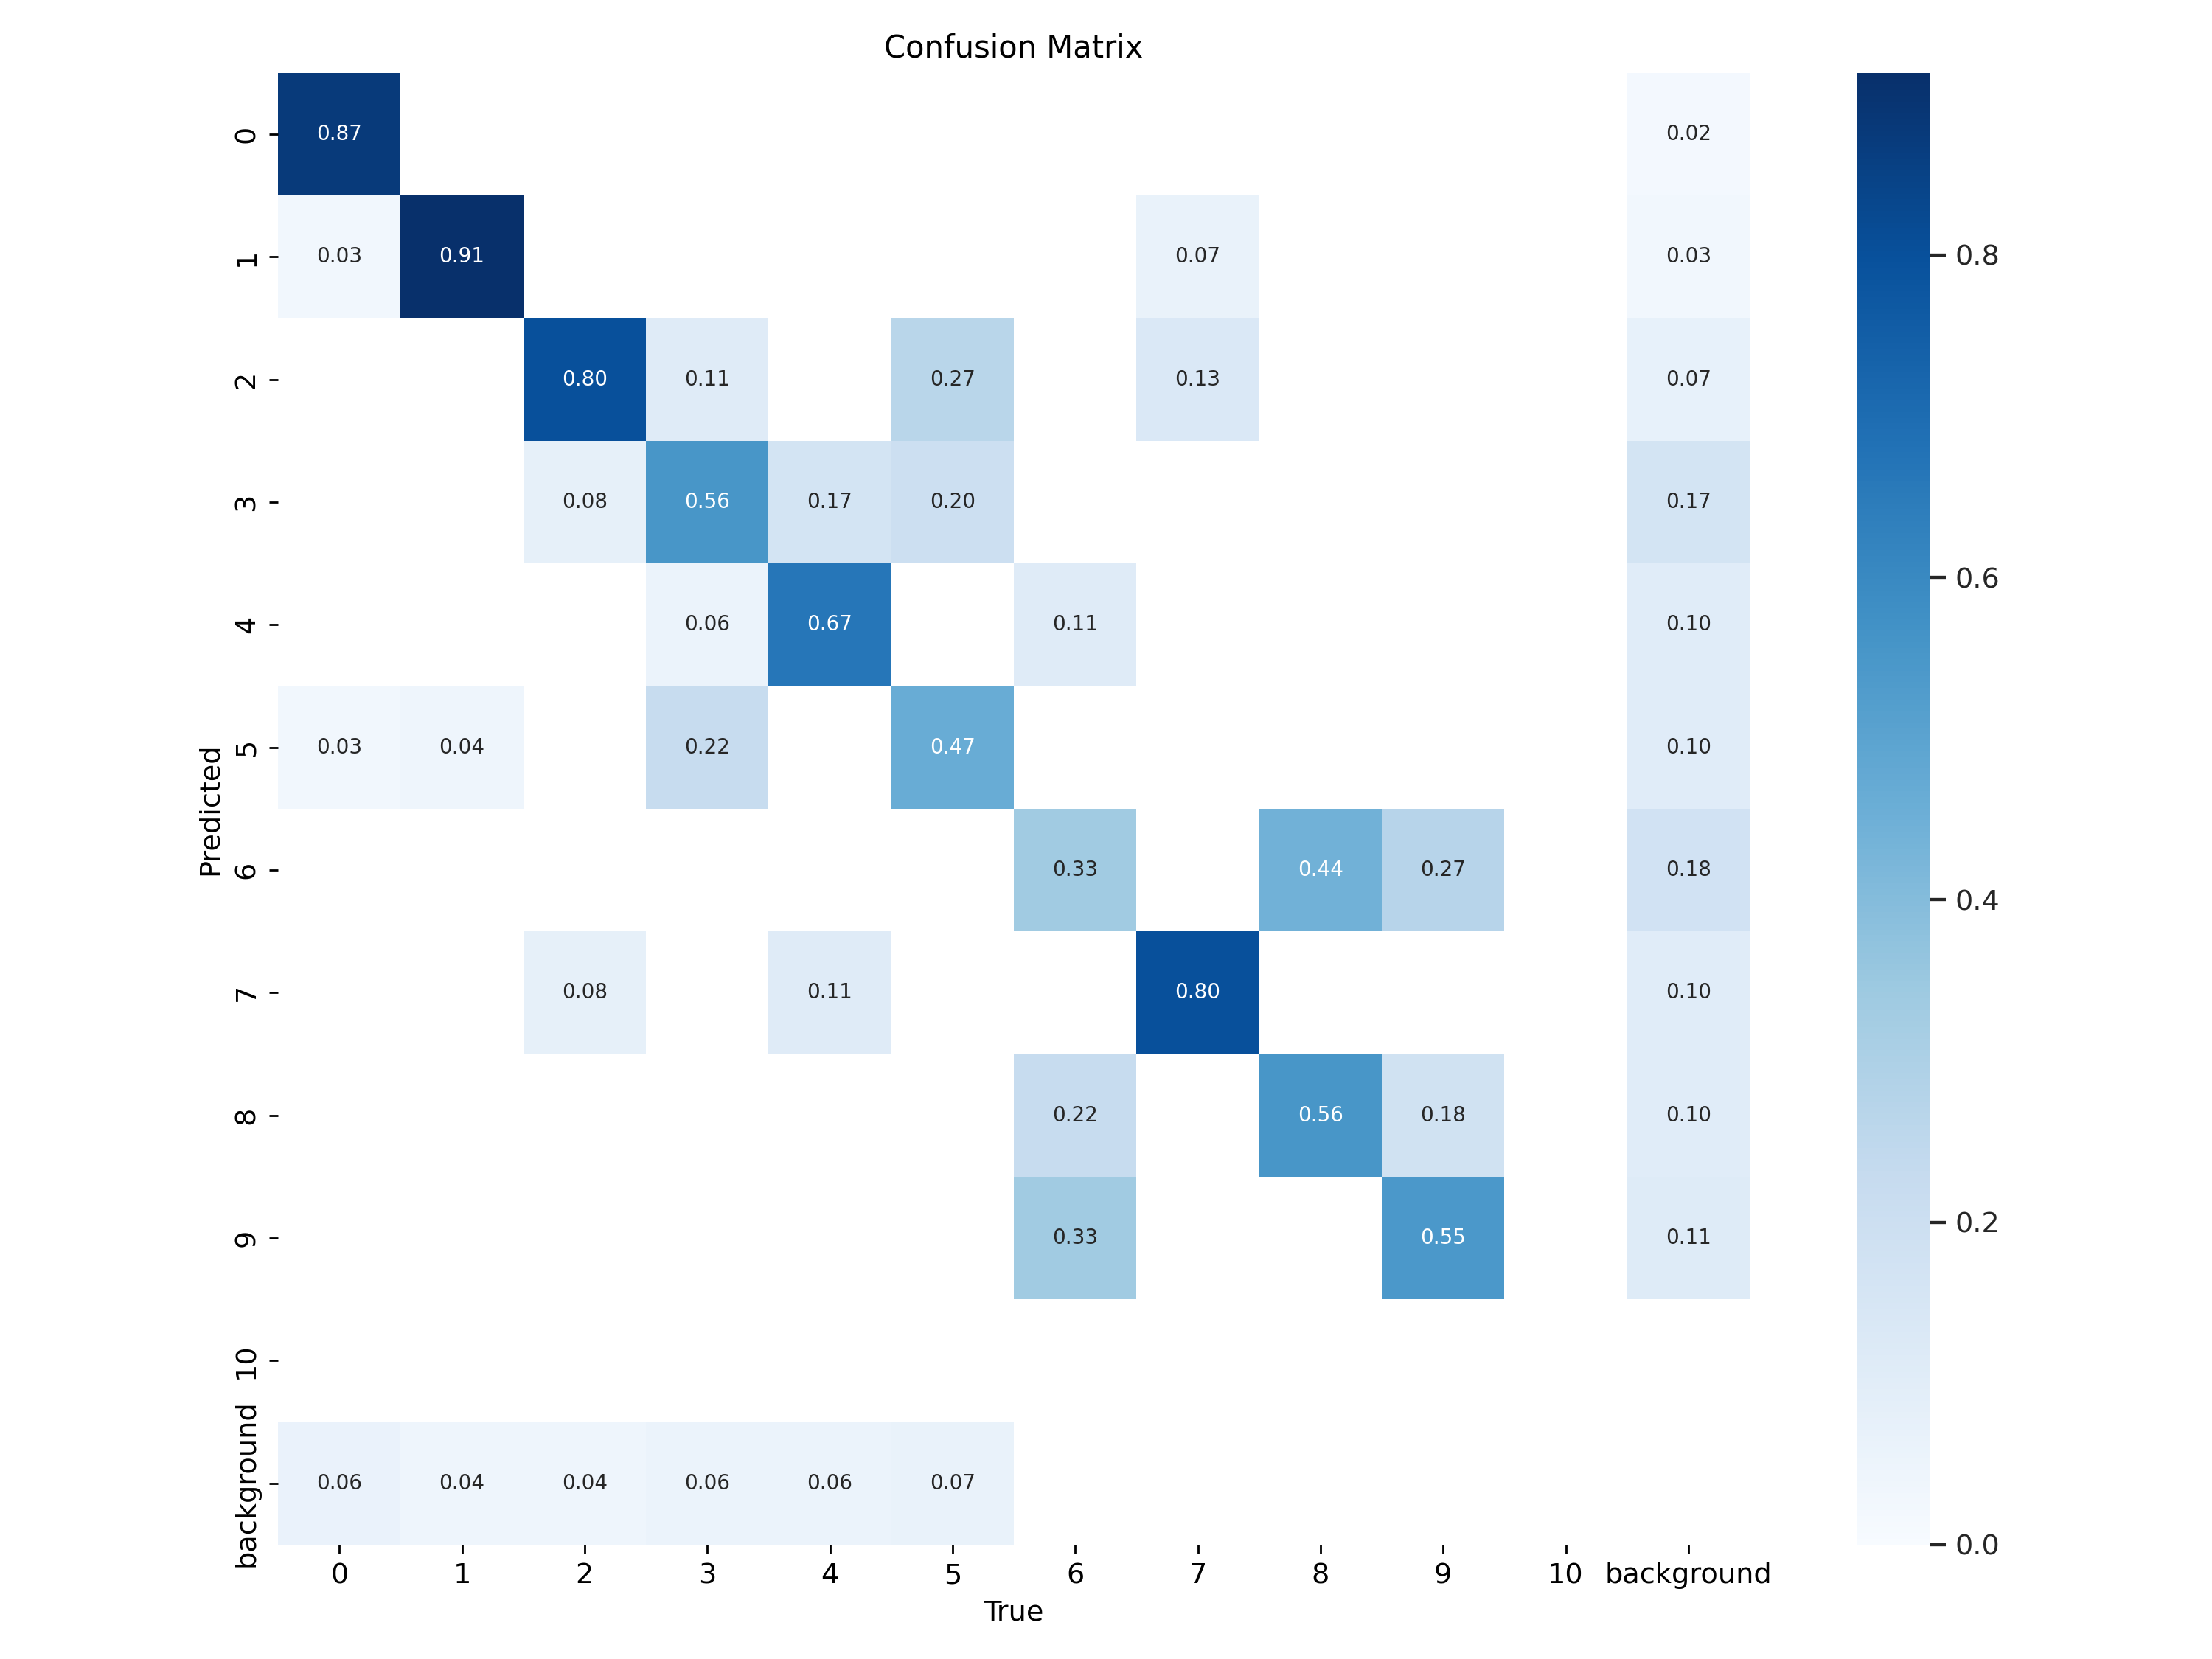 Confusion Matrix
0 0.87 0.02
1 0.03 0.91 0.07 0.03 0.8
2 0.80 0.11 0.27 0.13 0.07
3 0.08 0.56 0.17 0.20 0.17
0.6
4 0.06 0.67 0.11 0.10
5 0.03 0.04 0.22 0.47 0.10
Predicted
6 0.33 0.44 0.27 0.18
0.4
7 0.08 0.11 0.80 0.10
8 0.22 0.56 0.18 0.10
0.2
9 0.33 0.55 0.11
10
background 0.06 0.04 0.04 0.06 0.06 0.07
0.0
0 1 2 3 4 5 6 7 8 9 10 background
True